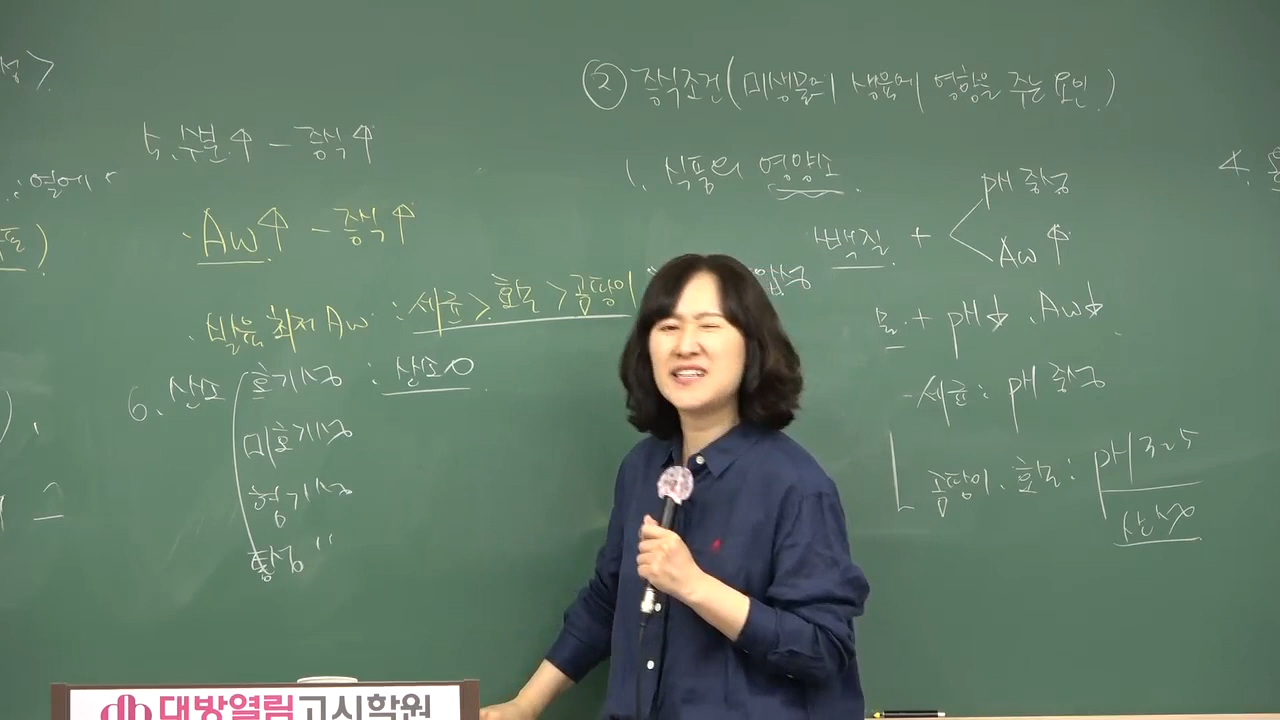 ② 증식조건(미생물의 생육에 영향을 주는 요인)
5. 수분↑ - 증식↑
Aw↑ - 증식↑
발육 최저 Aw : 세균 > 효모 > 곰팡이
6. 산소
호기성 : 산소○
미호기성
혐기성
통성 "
1. 식품의 영양소
단백질 + pH 중성
Aw↑
당 + pH↓, Aw↓
- 세균 : pH 중성
곰팡이, 효모 : pH 3~5
산성
4.
대방열림고시학원